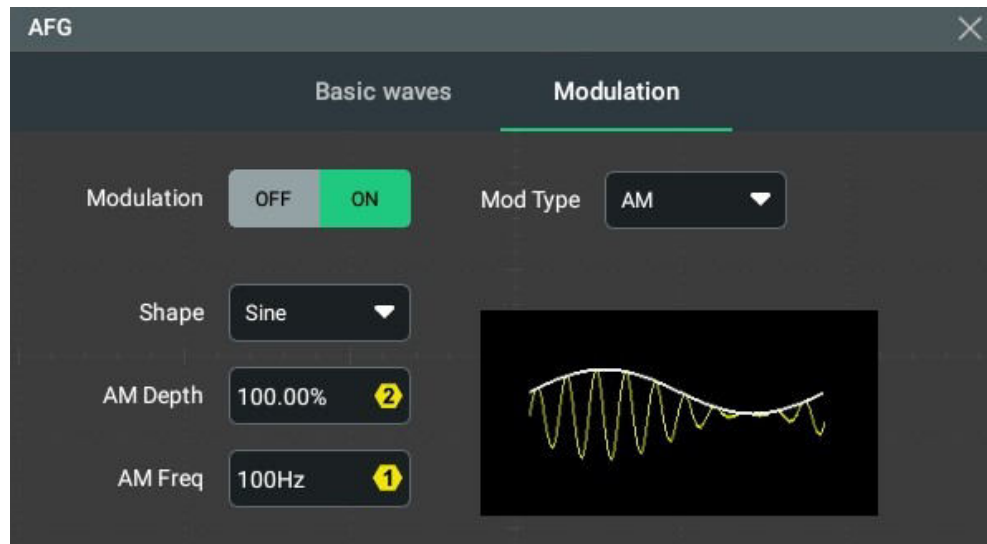 AFG
Basic waves Modulation
Modulation OFF ON Mod Type AM
Shape Sine
AM Depth 100.00% 2
AM Freq 100Hz 1